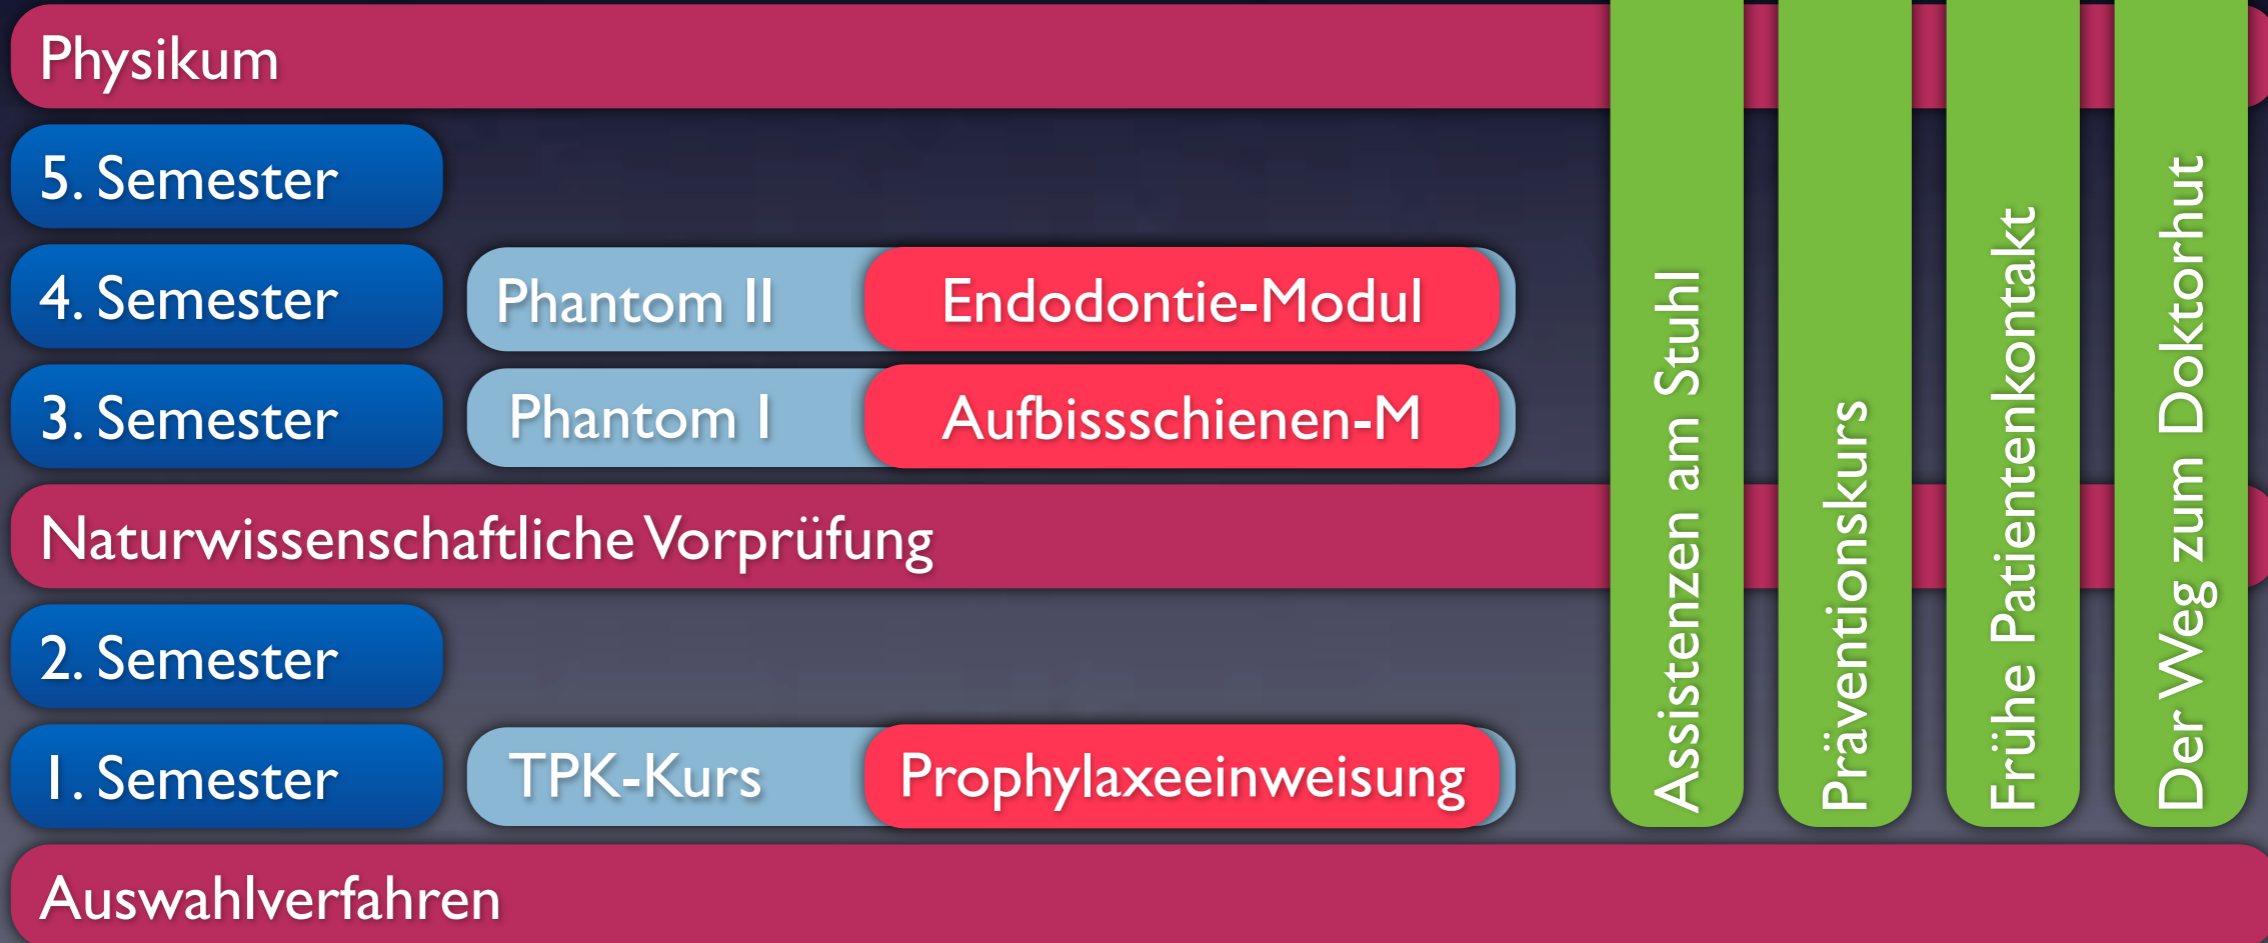 Physikum
5. Semester
4. Semester
Phantom II
Endodontie-Modul
3. Semester
Phantom I
Aufbissschienen-M
Naturwissenschaftliche Vorprüfung
2. Semester
1. Semester
TPK-Kurs
Prophylaxeeinweisung
Auswahlverfahren
Assistenzen am Stuhl
Präventionskurs
Frühe Patientenkontakt
Der Weg zum Doktorhut